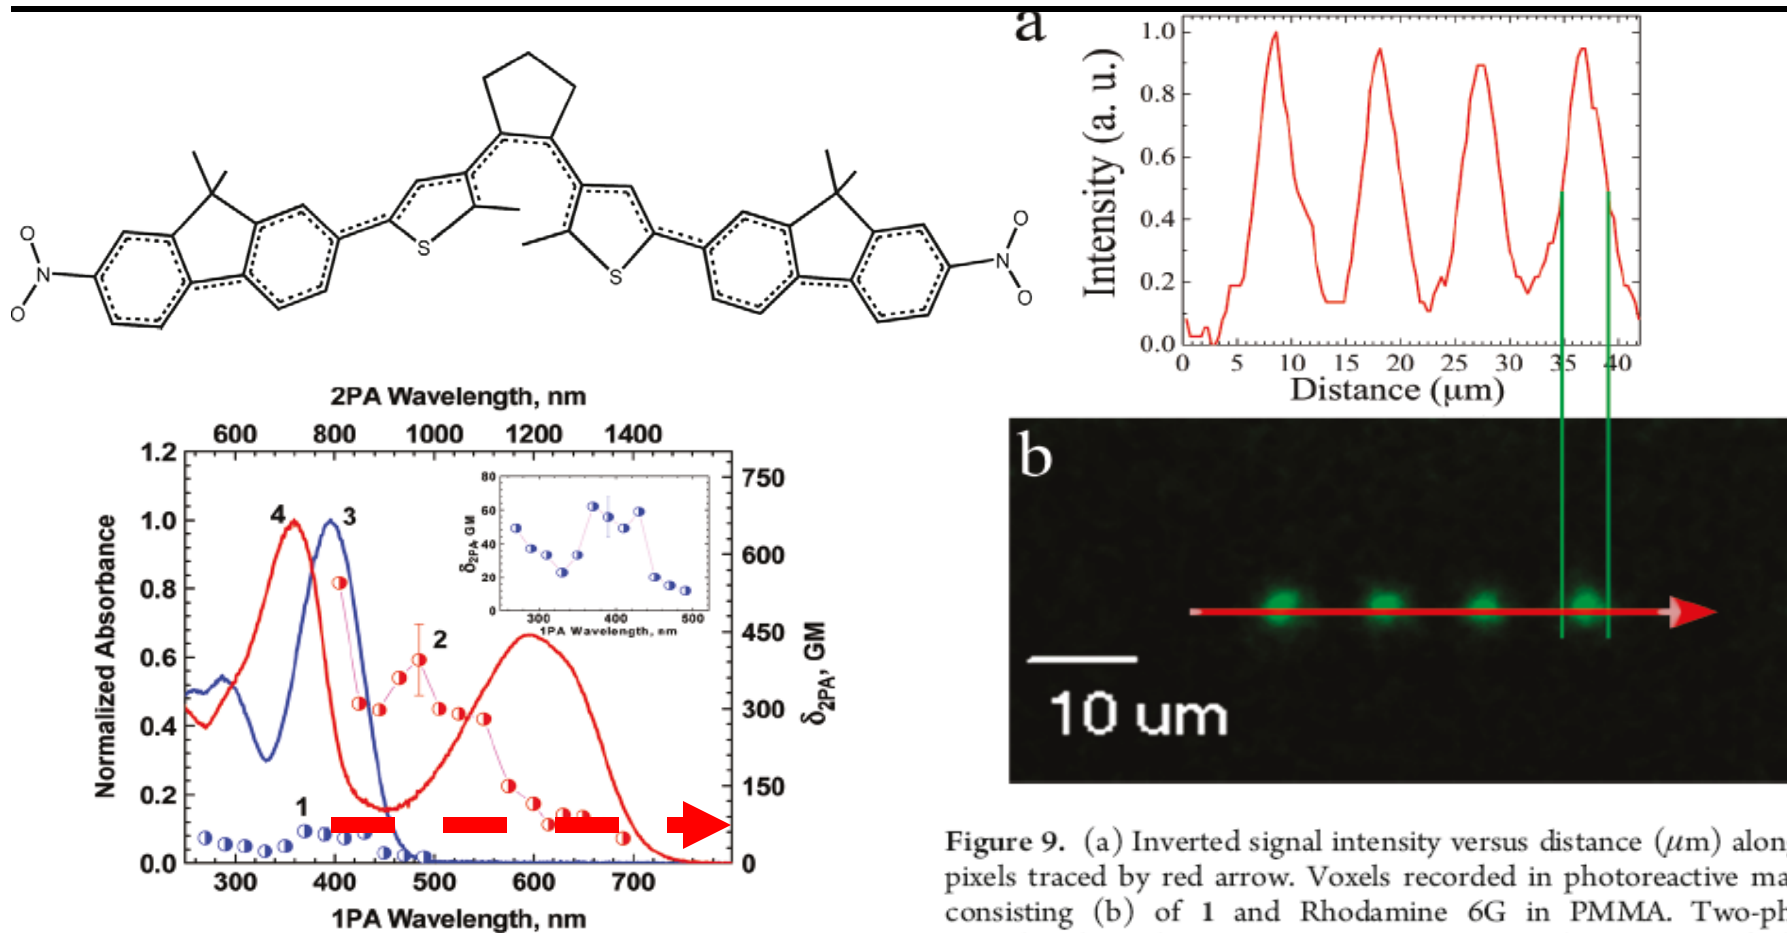 N
O
O
S
S
N
O
O
2PA Wavelength, nm
600 800 1000 1200 1400
1.2
1.0
0.8
0.6
0.4
0.2
0.0
Normalized Absorbance
4
3
2
1
80
60
40
20
0
δ2PA, GM
300 400 500
1PA Wavelength, nm
750
600
450
300
150
0
δ2PA, GM
300 400 500 600 700
1PA Wavelength, nm
a
1.0
0.8
0.6
0.4
0.2
0.0
Intensity (a. u.)
0 5 10 15 20 25 30 35 40
Distance (μm)
b
10 um
Figure 9. (a) Inverted signal intensity versus distance (μm) alon
pixels traced by red arrow. Voxels recorded in photoreactive ma
consisting (b) of 1 and Rhodamine 6G in PMMA. Two-ph